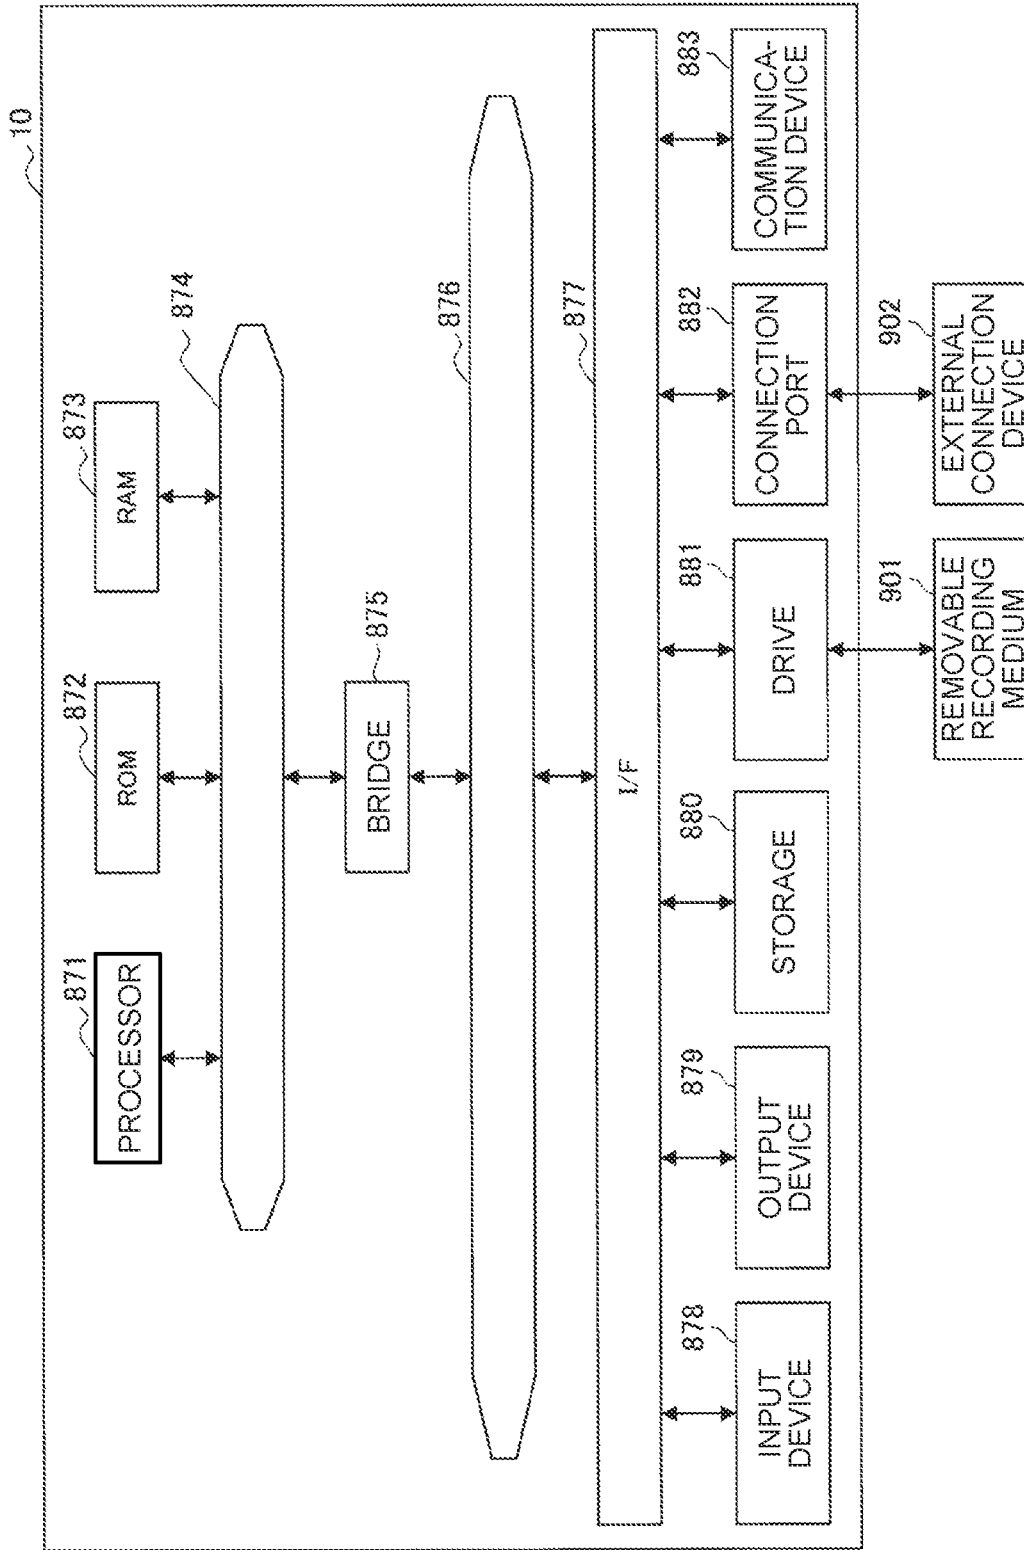 10
871
PROCESSOR
872
ROM
873
RAM
874
875
BRIDGE
876
877
I/F
878
INPUT
DEVICE
879
OUTPUT
DEVICE
880
STORAGE
881
DRIVE
882
CONNECTION
PORT
883
COMMUNICA-
TION DEVICE
901
REMOVABLE
RECORDING
MEDIUM
902
EXTERNAL
CONNECTION
DEVICE